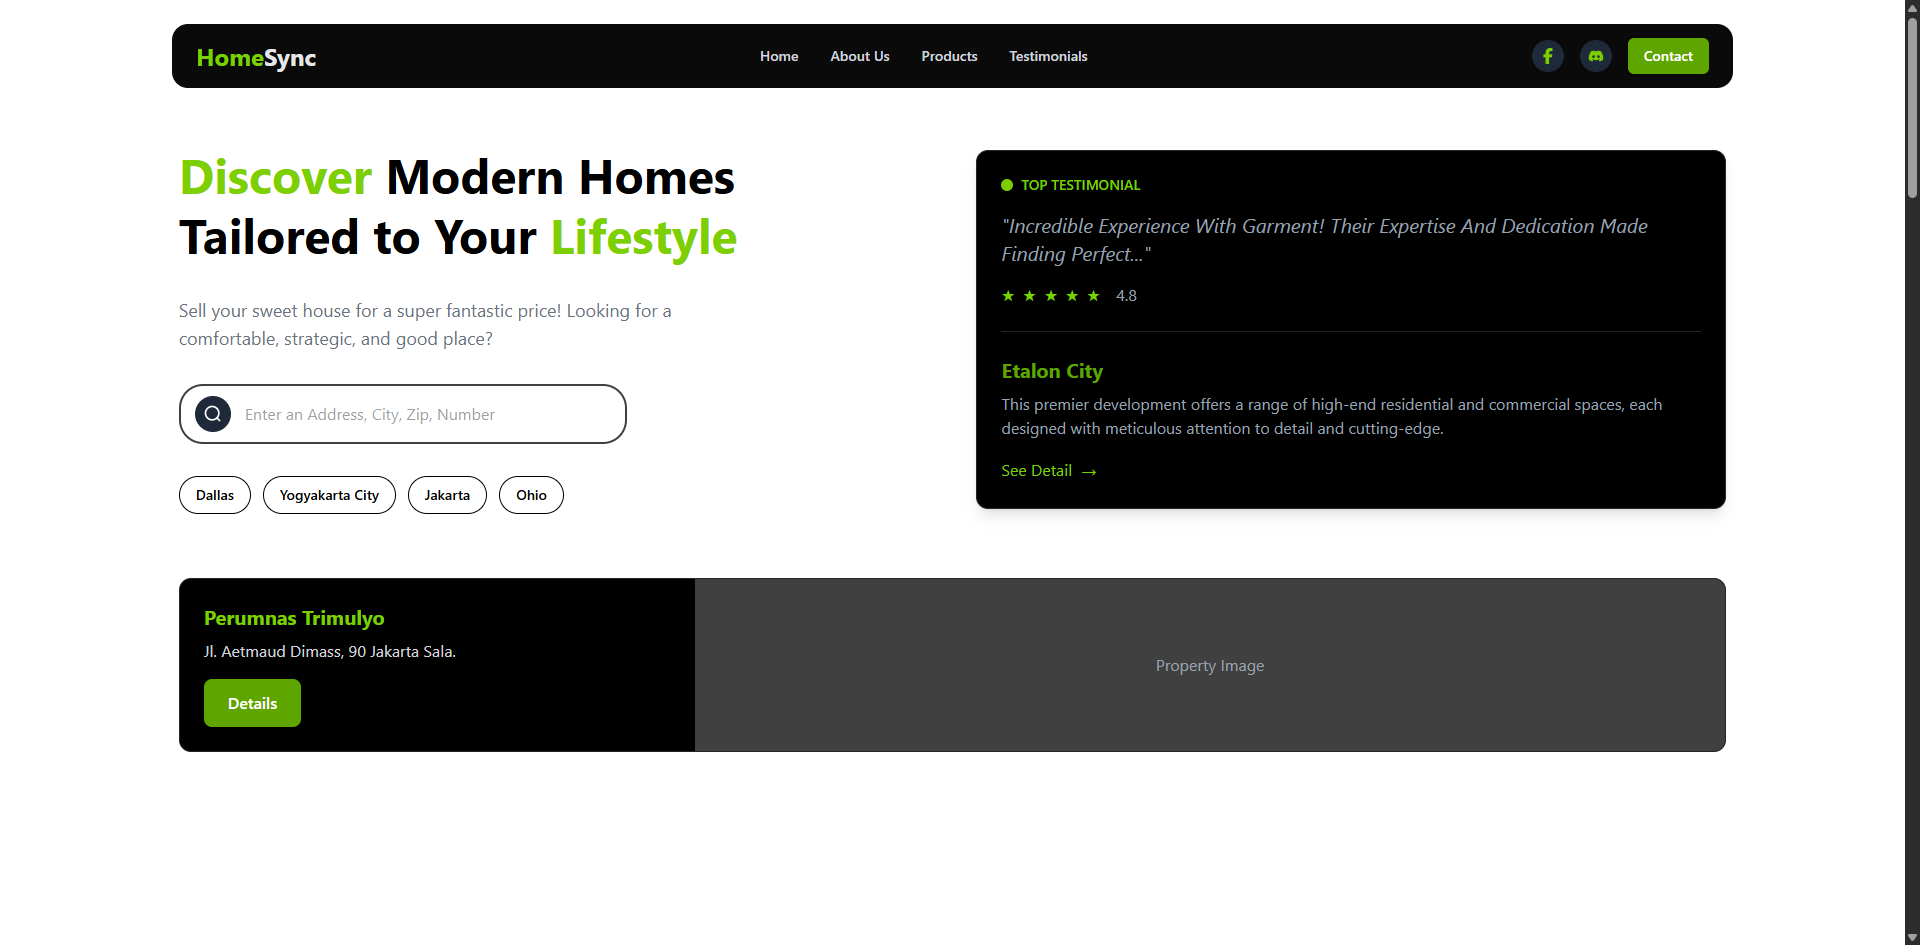 HomeSync
Home
About Us
Products
Testimonials
Contact
Discover Modern Homes
Tailored to Your Lifestyle
Sell your sweet house for a super fantastic price! Looking for a
comfortable, strategic, and good place?
Enter an Address, City, Zip, Number
Dallas
Yogyakarta City
Jakarta
Ohio
TOP TESTIMONIAL
"Incredible Experience With Garment! Their Expertise And Dedication Made
Finding Perfect..."
★ ★ ★ ★ ★ 4.8
Etalon City
This premier development offers a range of high-end residential and commercial spaces, each
designed with meticulous attention to detail and cutting-edge.
See Detail →
Perumnas Trimulyo
Jl. Aetmaud Dimass, 90 Jakarta Sala.
Details
Property Image